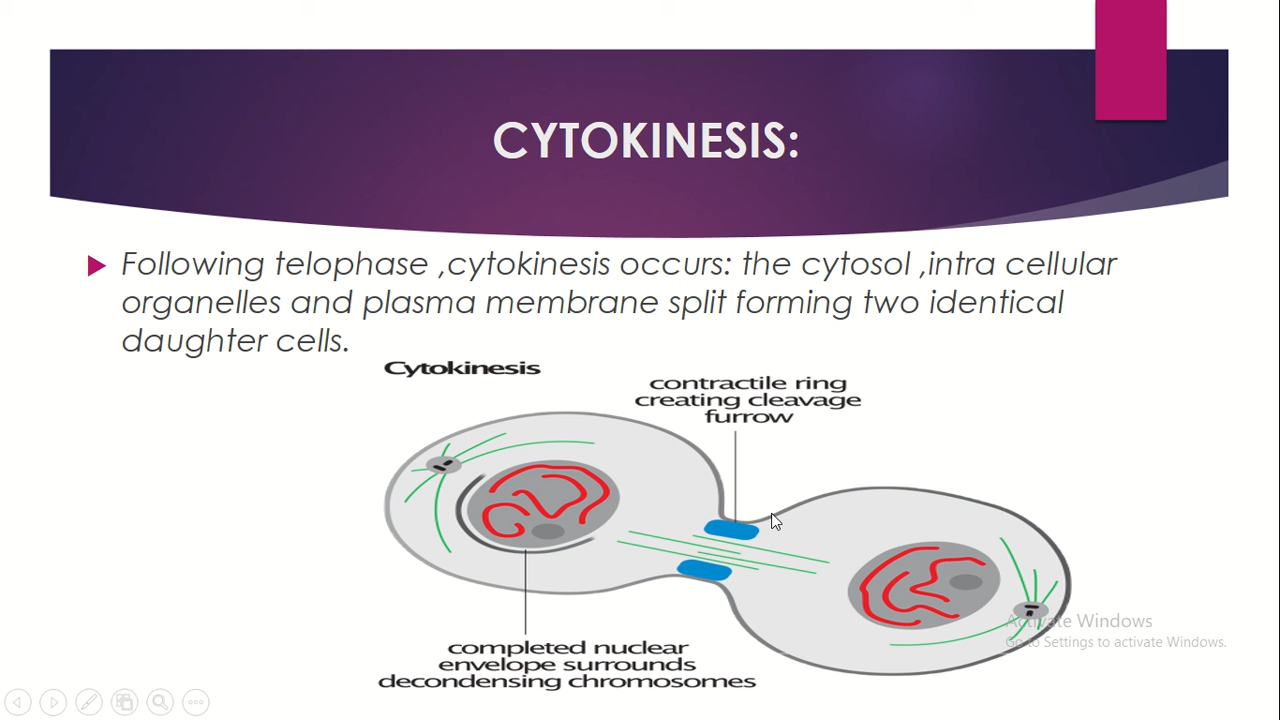 CYTOKINESIS:
Following telophase ,cytokinesis occurs: the cytosol ,intra cellular
organelles and plasma membrane split forming two identical
daughter cells.
Cytokinesis
contractile ring
creating cleavage
furrow
completed nuclear
envelope surrounds
decondensing chromosomes
Activate Windows
Go to Settings to activate Windows.